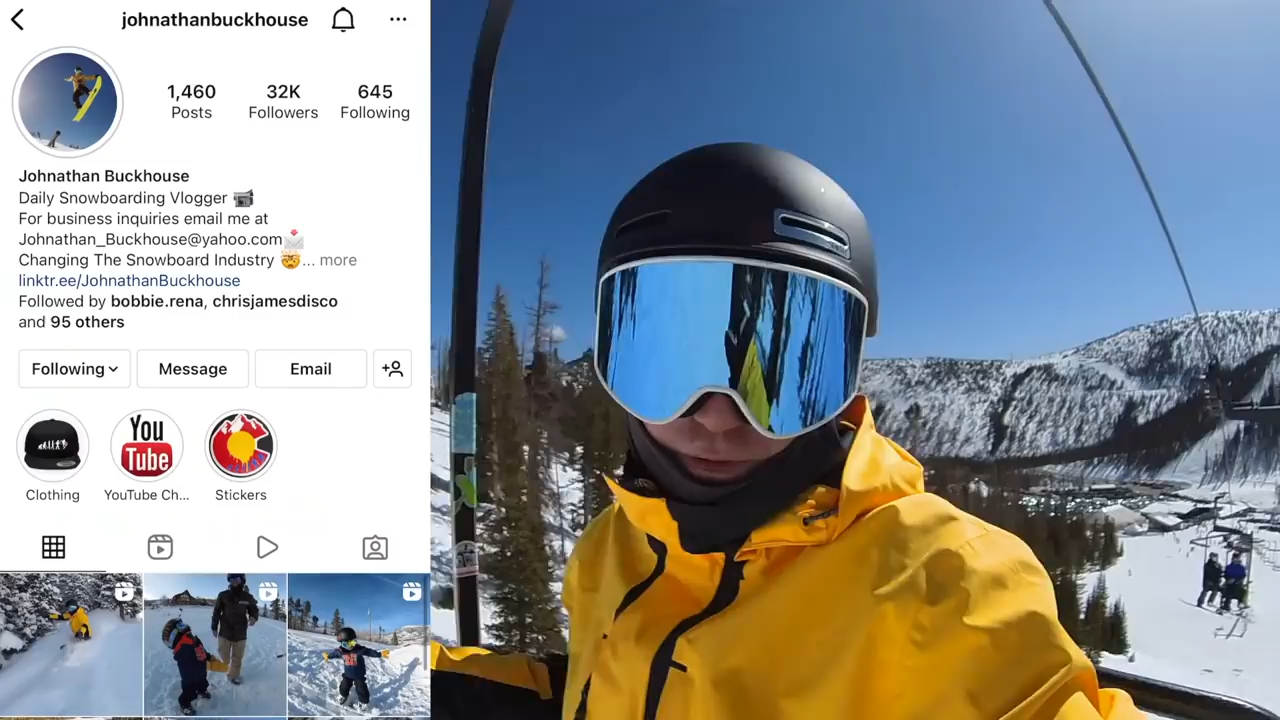 johnathanbuckhouse
1,460 32K 645
Posts Followers Following
Johnathan Buckhouse
Daily Snowboarding Vlogger
For business inquiries email me at
Johnathan_Buckhouse@yahoo.com
Changing The Snowboard Industry 🤯... more
linktr.ee/JohnathanBuckhouse
Followed by bobbie.rena, chrisjamesdisco
and 95 others
Following Message Email
You
Tube
Clothing YouTube Ch... Stickers